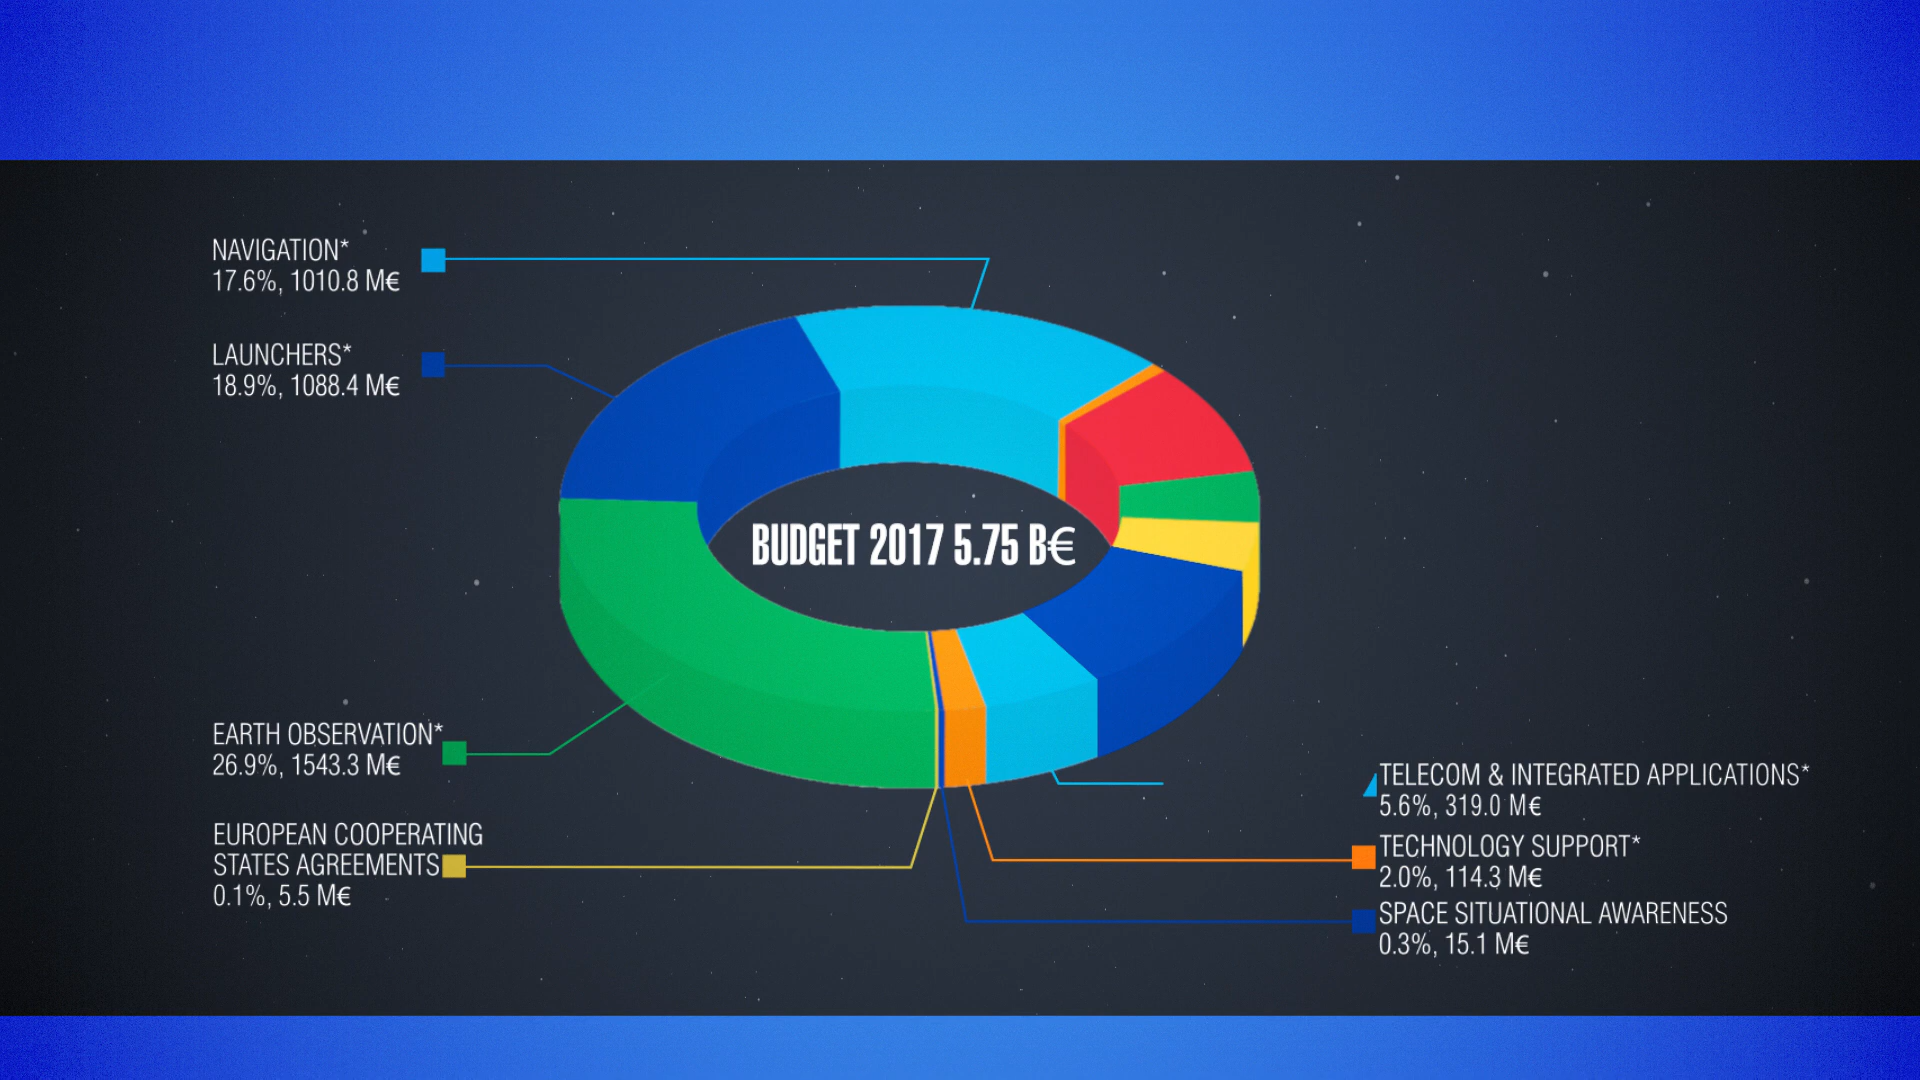 NAVIGATION*
17.6%, 1010.8 M€
LAUNCHERS*
18.9%, 1088.4 M€
BUDGET 2017 5.75 B€
EARTH OBSERVATION*
26.9%, 1543.3 M€
EUROPEAN COOPERATING
STATES AGREEMENTS
0.1%, 5.5 M€
TELECOM & INTEGRATED APPLICATIONS*
5.6%, 319.0 M€
TECHNOLOGY SUPPORT*
2.0%, 114.3 M€
SPACE SITUATIONAL AWARENESS
0.3%, 15.1 M€